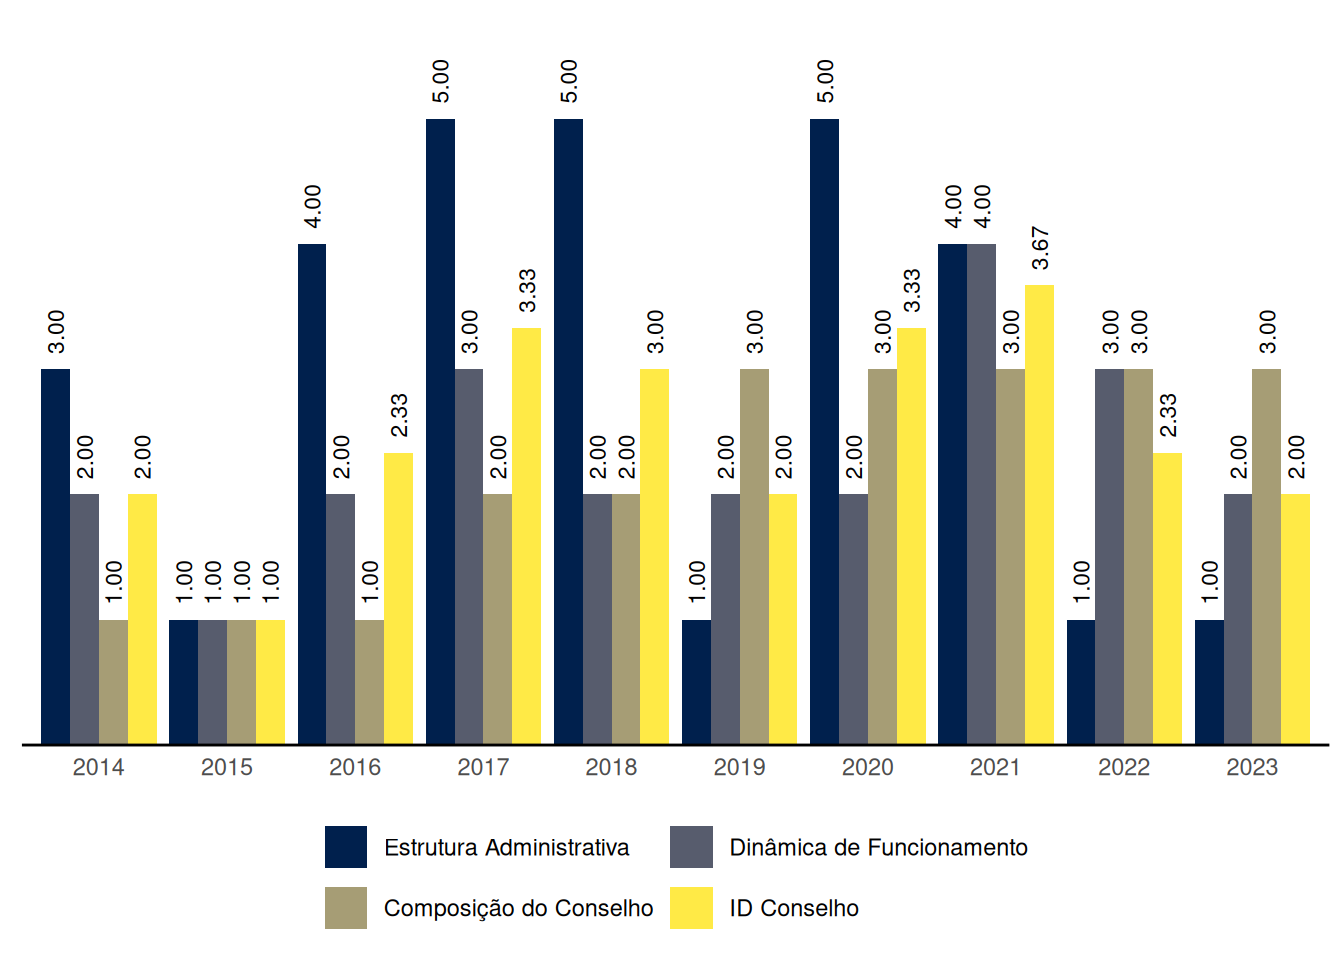 3.00 2.00 1.00 2.00
1.00 1.00 1.00 1.00
4.00 2.00 1.00 2.33
5.00 3.00 2.00 3.33
5.00 2.00 2.00 3.00
1.00 2.00 3.00 2.00
5.00 2.00 3.00 3.33
4.00 4.00 3.00 3.67
1.00 3.00 3.00 2.33
1.00 2.00 3.00 2.00
2014 2015 2016 2017 2018 2019 2020 2021 2022 2023
Estrutura Administrativa Dinâmica de Funcionamento
Composição do Conselho ID Conselho